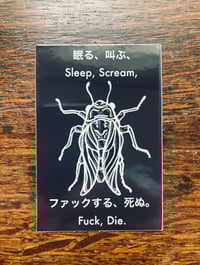 眠る、叫ぶ、
Sleep, Scream,
ファックする、死ぬ。
Fuck, Die.